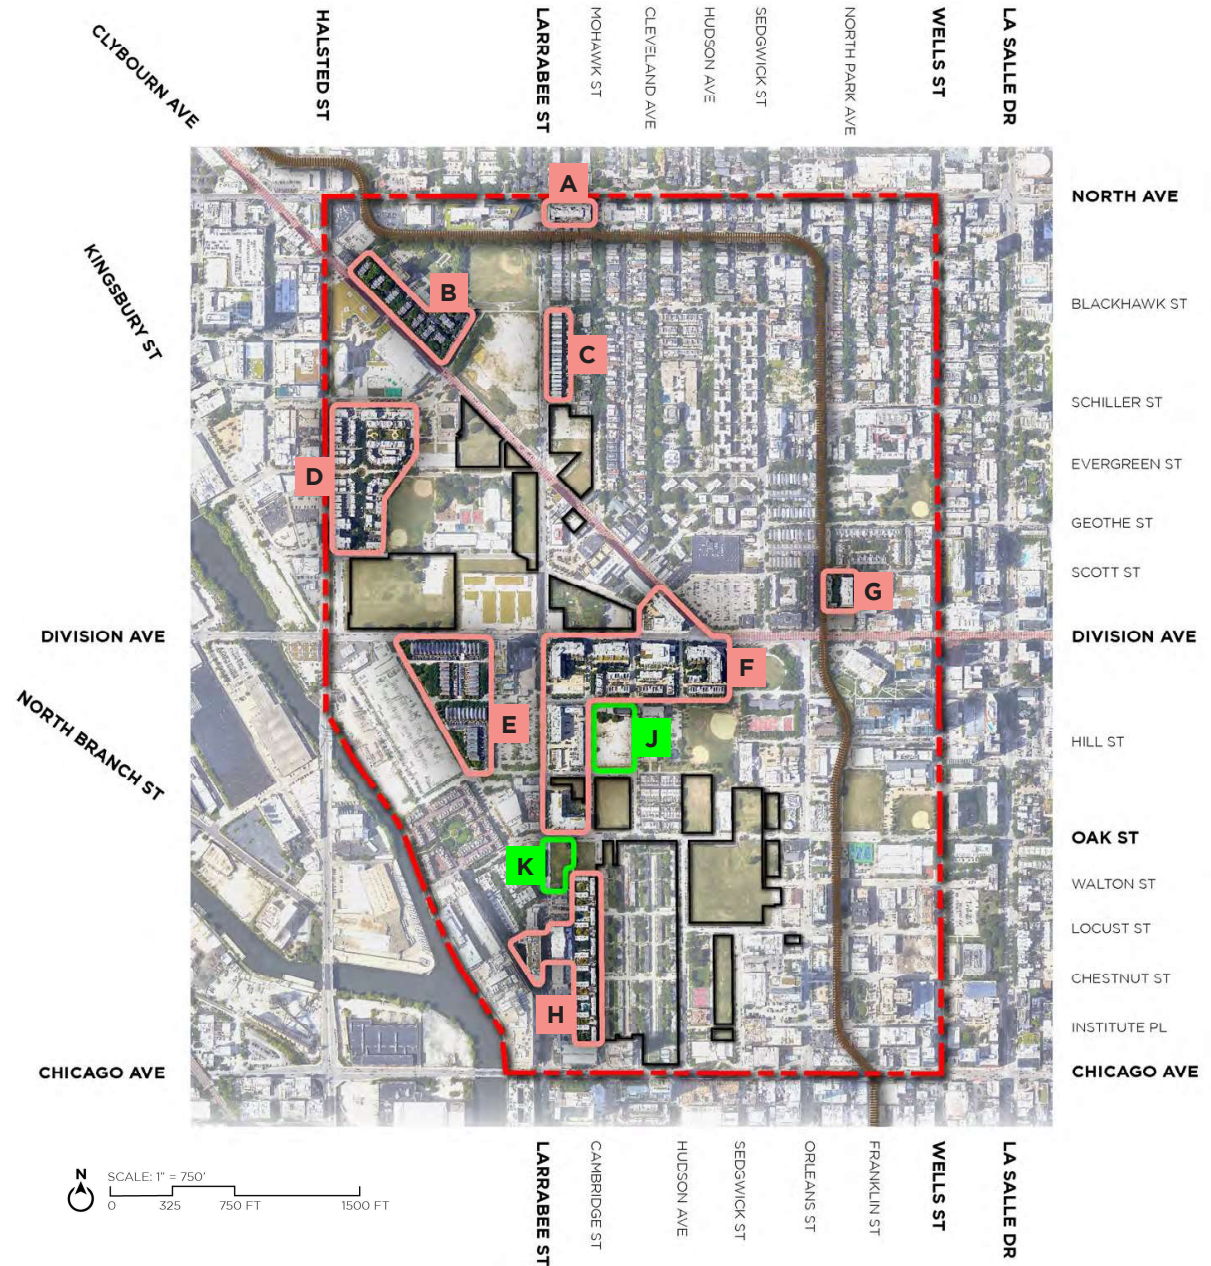 CLYBOURN AVE
HALSTED ST
LARRABEE ST
MOHAWK ST
CLEVELAND AVE
HUDSON AVE
SEDGWICK ST
NORTH PARK AVE
WELLS ST
LA SALLE DR
A
NORTH AVE
KINGSBURY ST
B
BLACKHAWK ST
C
SCHILLER ST
D
EVERGREEN ST
GEOTHE ST
SCOTT ST
G
DIVISION AVE
DIVISION AVE
F
NORTH BRANCH ST
E
J
HILL ST
OAK ST
K
WALTON ST
LOCUST ST
CHESTNUT ST
H
INSTITUTE PL
CHICAGO AVE
CHICAGO AVE
LARRABEE ST
CAMBRIDGE ST
HUDSON AVE
SEDGWICK ST
ORLEANS ST
FRANKLIN ST
WELLS ST
LA SALLE DR
N
SCALE: 1" = 750'
0 325 750 FT 1500 FT